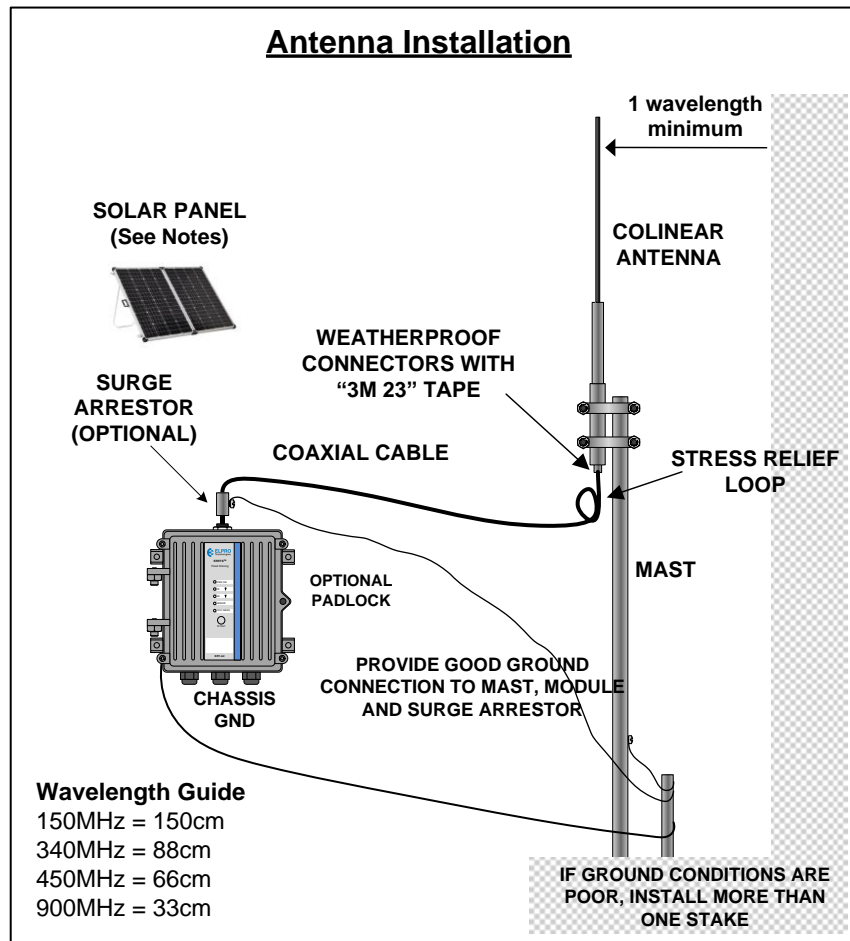 Antenna Installation
1 wavelength
minimum
SOLAR PANEL
(See Notes)
COLINEAR
ANTENNA
WEATHERPROOF
CONNECTORS WITH
“3M 23” TAPE
SURGE
ARRESTOR
(OPTIONAL)
COAXIAL CABLE
STRESS RELIEF
LOOP
ELPRO
OPTIONAL
PADLOCK
MAST
PROVIDE GOOD GROUND
CONNECTION TO MAST, MODULE
AND SURGE ARRESTOR
CHASSIS
GND
Wavelength Guide
150MHz = 150cm
340MHz = 88cm
450MHz = 66cm
900MHz = 33cm
IF GROUND CONDITIONS ARE
POOR, INSTALL MORE THAN
ONE STAKE